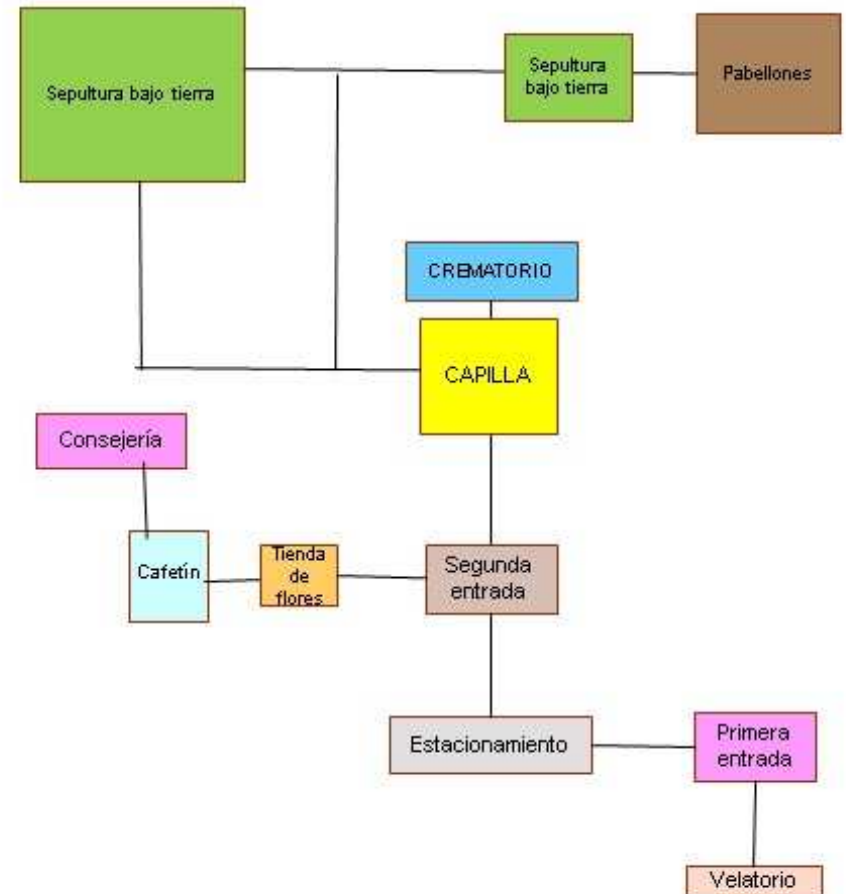 Sepultura bajo tierra
Sepultura
bajo tierra
Pabellones
CREMATORIO
CAPILLA
Consejería
Cafetín
Tienda
de
flores
Segunda
entrada
Estacionamiento
Primera
entrada
Velatorio